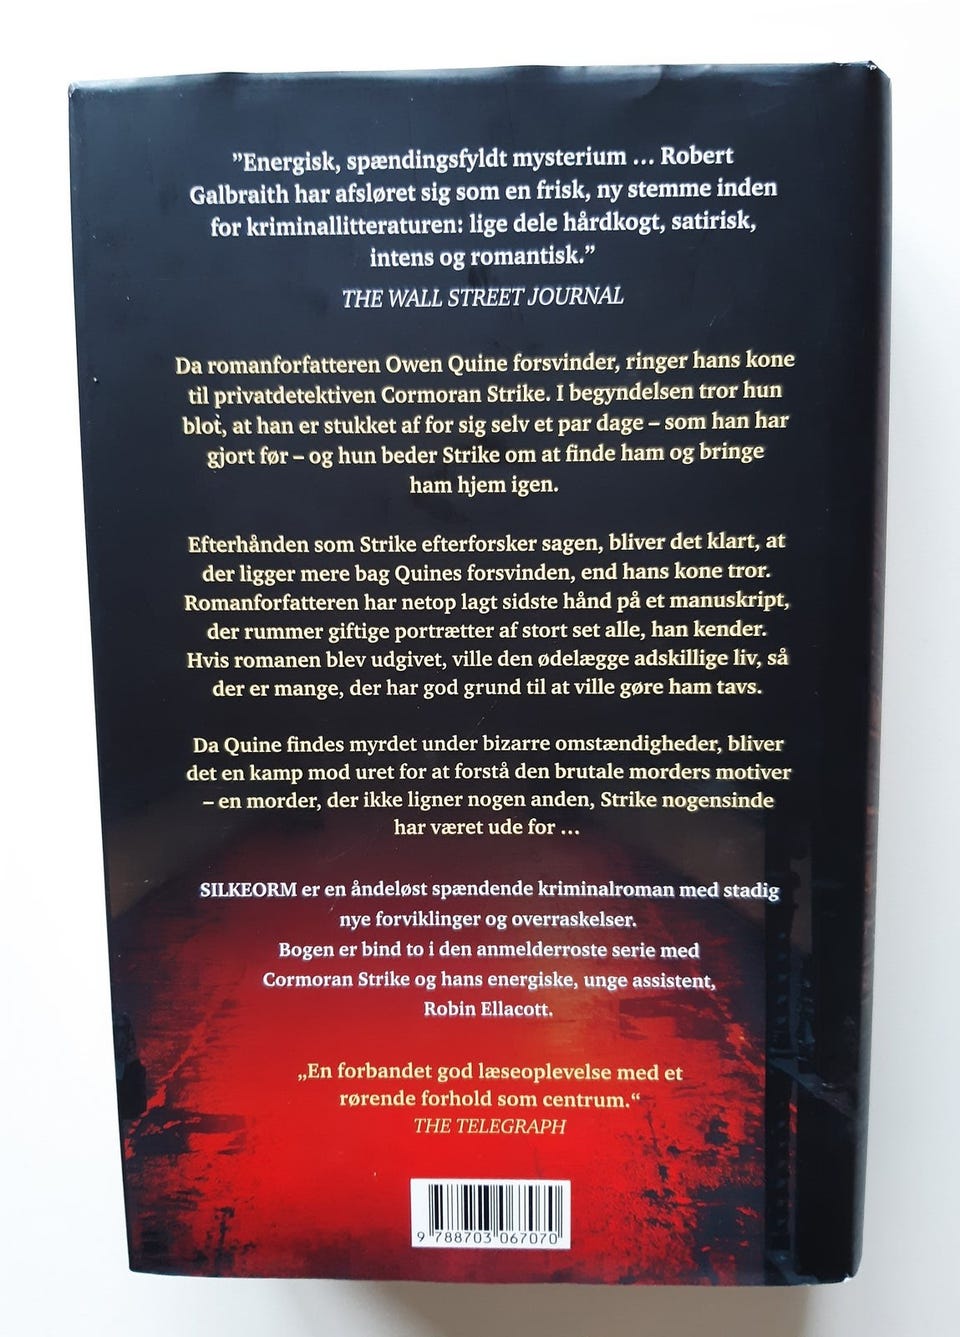 ”Energisk, spændingsfyldt mysterium ... Robert
Galbraith har afsløret sig som en frisk, ny stemme inden
for kriminallitteraturen: lige dele hårdkogt, satirisk,
intens og romantisk.”
THE WALL STREET JOURNAL
Da romanforfatteren Owen Quine forsvinder, ringer hans kone
til privatdetektiven Cormoran Strike. I begyndelsen tror hun
blot, at han er stukket af for sig selv et par dage – som han har
gjort før – og hun beder Strike om at finde ham og bringe
ham hjem igen.
Efterhånden som Strike efterforsker sagen, bliver det klart, at
der ligger mere bag Quines forsvinden, end hans kone tror.
Romanforfatteren har netop lagt sidste hånd på et manuskript,
der rummer giftige portrætter af stort set alle, han kender.
Hvis romanen blev udgivet, ville den ødelægge adskillige liv, så
der er mange, der har god grund til at ville gøre ham tavs.
Da Quine findes myrdet under bizarre omstændigheder, bliver
det en kamp mod uret for at forstå den brutale morders motiver
– en morder, der ikke ligner nogen anden, Strike nogensinde
har været ude for ...
SILKEORM er en åndeløst spændende kriminalroman med stadig
nye forviklinger og overraskelser.
Bogen er bind to i den anmelderroste serie med
Cormoran Strike og hans energiske, unge assistent,
Robin Ellacott.
„En forbandet god læseoplevelse med et
rørende forhold som centrum.“
THE TELEGRAPH
9 788703 067070